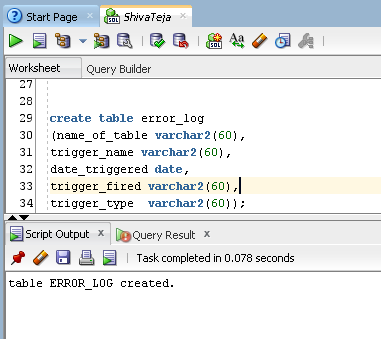 Start Page
ShivaTeja
SQL
Aa
Worksheet
Query Builder
27
28
29 create table error_log
30 (name_of_table varchar2(60),
31 trigger_name varchar2(60),
32 date_triggered date,
33 trigger_fired varchar2(60),
34 trigger_type  varchar2(60));
Script Output
Query Result
Task completed in 0.078 seconds
table ERROR_LOG created.